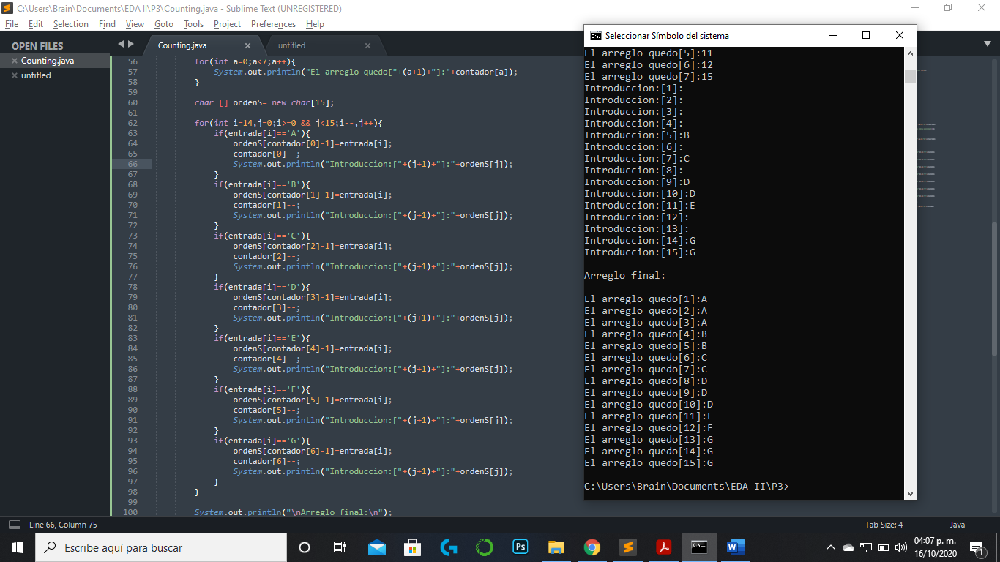 C:\Users\Brain\Documents\EDA II\P3\Counting.java - Sublime Text (UNREGISTERED)
File Edit Selection Find View Goto Tools Project Preferences Help
OPEN FILES
Counting.java
untitled
Counting.java
untitled
56 for(int a=0;a<7;a++){
57 System.out.println("El arreglo quedo["+(a+1)+"]:"+contador[a]);
58 }
59
60 char [] ordenS= new char[15];
61
62 for(int i=14,j=0;i>=0 && j<15;i--,j++){
63 if(entrada[i]=='A'){
64 ordenS[contador[0]-1]=entrada[i];
65 contador[0]--;
66 System.out.println("Introduccion:["+(j+1)+"]:"+ordenS[j]);
67 }
68 if(entrada[i]=='B'){
69 ordenS[contador[1]-1]=entrada[i];
70 contador[1]--;
71 System.out.println("Introduccion:["+(j+1)+"]:"+ordenS[j]);
72 }
73 if(entrada[i]=='C'){
74 ordenS[contador[2]-1]=entrada[i];
75 contador[2]--;
76 System.out.println("Introduccion:["+(j+1)+"]:"+ordenS[j]);
77 }
78 if(entrada[i]=='D'){
79 ordenS[contador[3]-1]=entrada[i];
80 contador[3]--;
81 System.out.println("Introduccion:["+(j+1)+"]:"+ordenS[j]);
82 }
83 if(entrada[i]=='E'){
84 ordenS[contador[4]-1]=entrada[i];
85 contador[4]--;
86 System.out.println("Introduccion:["+(j+1)+"]:"+ordenS[j]);
87 }
88 if(entrada[i]=='F'){
89 ordenS[contador[5]-1]=entrada[i];
90 contador[5]--;
91 System.out.println("Introduccion:["+(j+1)+"]:"+ordenS[j]);
92 }
93 if(entrada[i]=='G'){
94 ordenS[contador[6]-1]=entrada[i];
95 contador[6]--;
96 System.out.println("Introduccion:["+(j+1)+"]:"+ordenS[j]);
97 }
98 }
99
100 System.out.println("\nArreglo final:\n");
Seleccionar Símbolo del sistema
El arreglo quedo[5]:11
El arreglo quedo[6]:12
El arreglo quedo[7]:15
Introduccion:[1]:
Introduccion:[2]:
Introduccion:[3]:
Introduccion:[4]:
Introduccion:[5]:B
Introduccion:[6]:
Introduccion:[7]:C
Introduccion:[8]:
Introduccion:[9]:D
Introduccion:[10]:D
Introduccion:[11]:E
Introduccion:[12]:
Introduccion:[13]:
Introduccion:[14]:G
Introduccion:[15]:G
Arreglo final:
El arreglo quedo[1]:A
El arreglo quedo[2]:A
El arreglo quedo[3]:A
El arreglo quedo[4]:B
El arreglo quedo[5]:B
El arreglo quedo[6]:C
El arreglo quedo[7]:C
El arreglo quedo[8]:D
El arreglo quedo[9]:D
El arreglo quedo[10]:D
El arreglo quedo[11]:E
El arreglo quedo[12]:F
El arreglo quedo[13]:G
El arreglo quedo[14]:G
El arreglo quedo[15]:G
C:\Users\Brain\Documents\EDA II\P3>
Line 66, Column 75
Tab Size: 4
Java
Escribe aquí para buscar
Ps
04:07 p. m.
16/10/2020
1